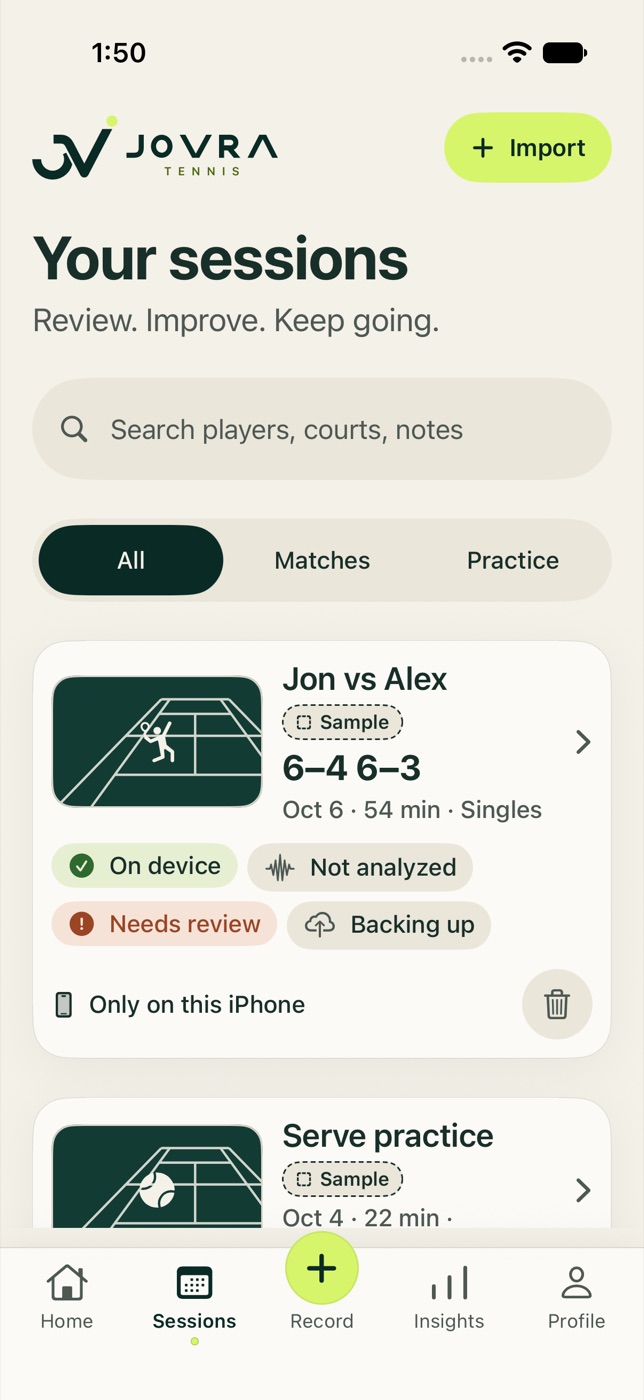 1:50
JOVRA
TENNIS
+ Import
Your sessions
Review. Improve. Keep going.
Search players, courts, notes
All Matches Practice
Jon vs Alex
Sample
6–4 6–3
Oct 6 · 54 min · Singles
On device Not analyzed
Needs review Backing up
Only on this iPhone
Serve practice
Sample
Oct 4 · 22 min ·
Home Sessions Record Insights Profile